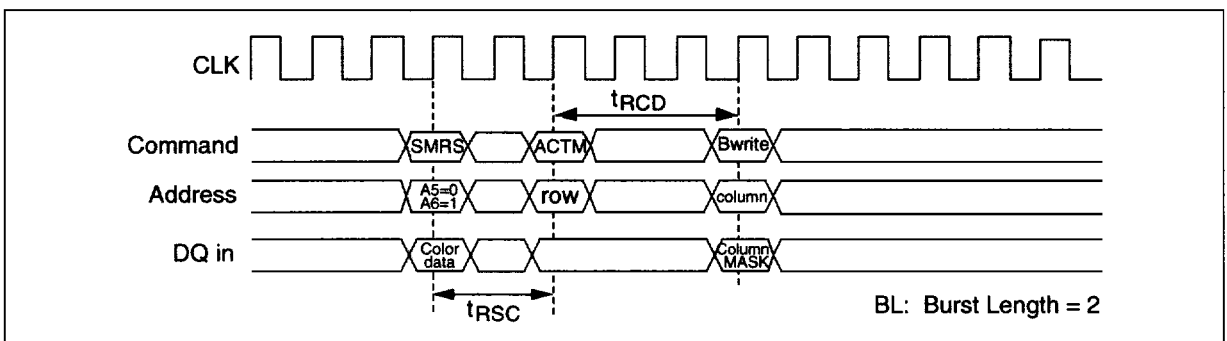 CLK
tRCD
Command SMRS ACTM Bwrite
Address A5=0 A6=1 row column
DQ in Color data Column MASK
tRSC
BL: Burst Length = 2